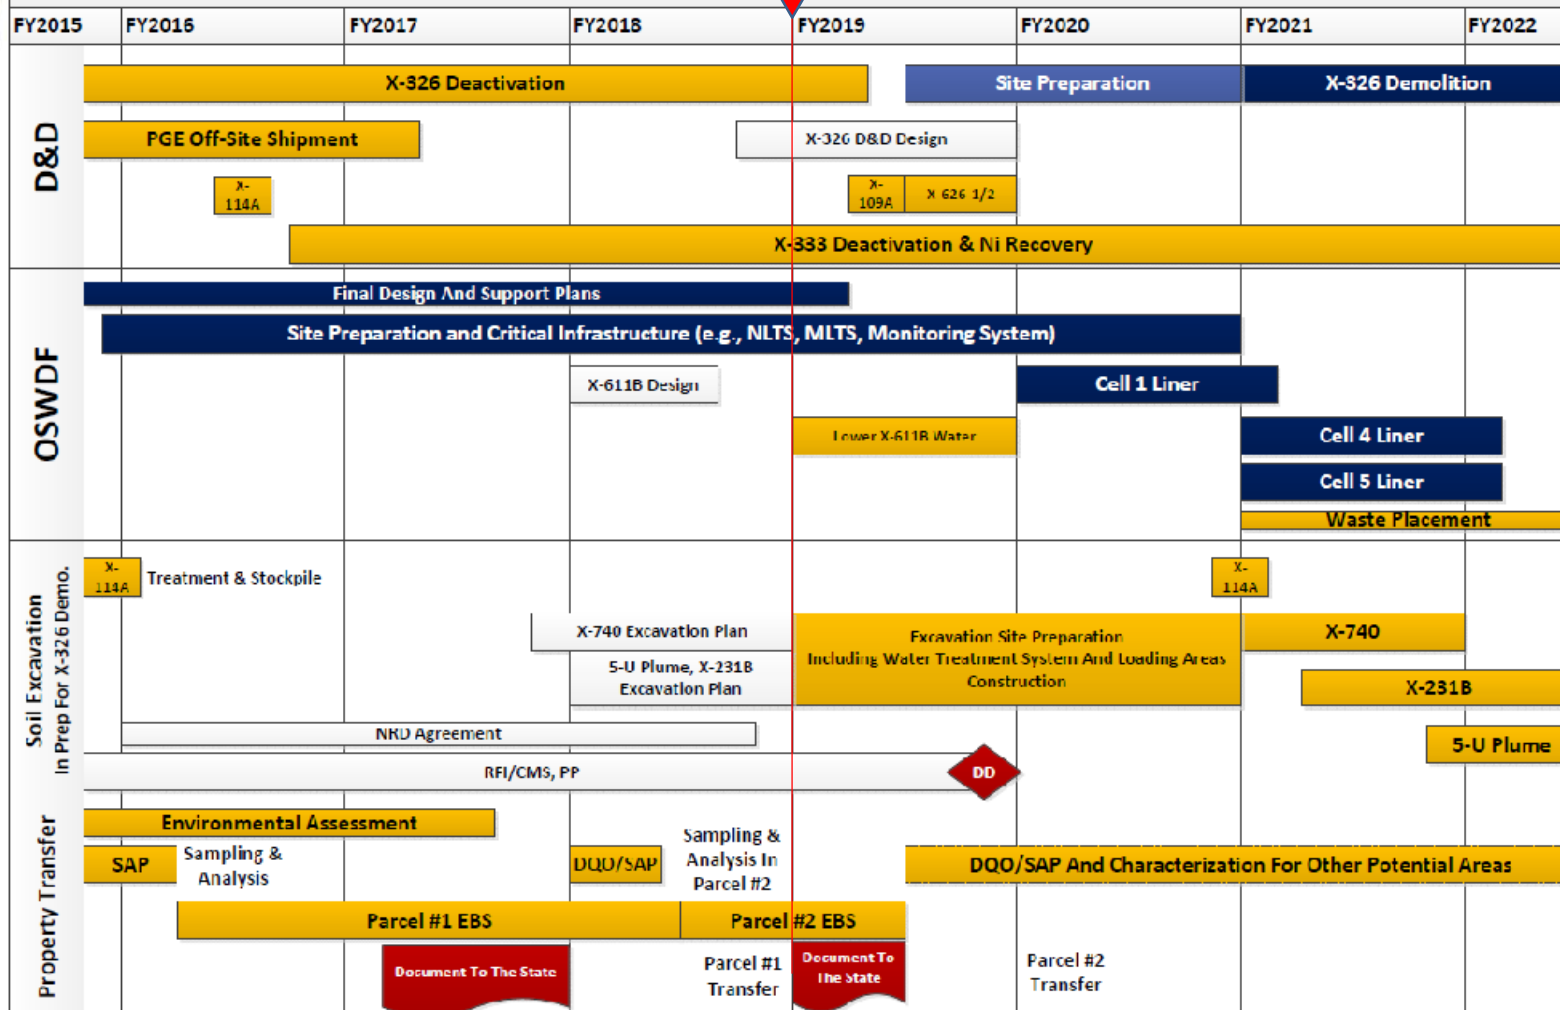 FY2015 FY2016 FY2017 FY2018 FY2019 FY2020 FY2021 FY2022
D&D
X-326 Deactivation
Site Preparation
X-326 Demolition
PGE Off-Site Shipment
X-326 D&D Design
X-
114A
X-
109A
X-626-1/2
X-333 Deactivation & Ni Recovery
OSWDF
Final Design And Support Plans
Site Preparation and Critical Infrastructure (e.g., NLTS, MLTS, Monitoring System)
X-611B Design
Cell 1 Liner
Lower X-611B Water
Cell 4 Liner
Cell 5 Liner
Waste Placement
Soil Excavation
In Prep For X-326 Demo.
X-
114A
Treatment & Stockpile
X-
114A
X-740 Excavation Plan
5-U Plume, X-231B
Excavation Plan
Excavation Site Preparation
Including Water Treatment System And Loading Areas
Construction
X-740
X-231B
NRD Agreement
5-U Plume
RFI/CMS, PP
DD
Property Transfer
Environmental Assessment
SAP
Sampling &
Analysis
DQO/SAP
Sampling &
Analysis In
Parcel #2
DQO/SAP And Characterization For Other Potential Areas
Parcel #1 EBS
Parcel #2 EBS
Document To The State
Parcel #1
Transfer
Document To
The State
Parcel #2
Transfer